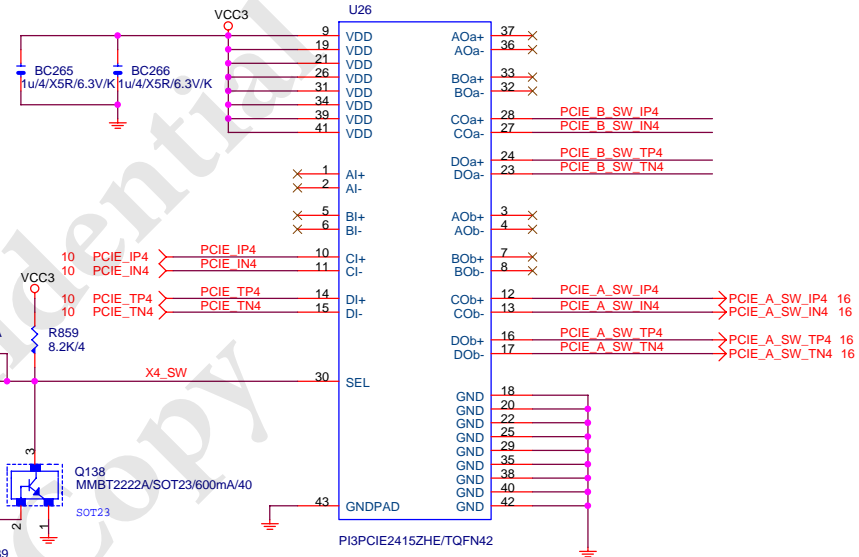 VCC3
U26
9 VDD
19 VDD
21 VDD
26 VDD
31 VDD
34 VDD
39 VDD
41 VDD
BC265
1u/4/X5R/6.3V/K
BC266
1u/4/X5R/6.3V/K
1 AI+
2 AI-
5 BI+
6 BI-
10 PCIE_IP4 PCIE_IP4 10 CI+
10 PCIE_IN4 PCIE_IN4 11 CI-
10 PCIE_TP4 PCIE_TP4 14 DI+
10 PCIE_TN4 PCIE_TN4 15 DI-
VCC3
R859
8.2K/4
X4_SW 30 SEL
3
Q138
MMBT2222A/SOT23/600mA/40
SOT23
2
1
43 GNDPAD
AOa+ 37
AOa- 36
BOa+ 33
BOa- 32
COa+ 28 PCIE_B_SW_IP4
COa- 27 PCIE_B_SW_IN4
DOa+ 24 PCIE_B_SW_TP4
DOa- 23 PCIE_B_SW_TN4
AOb+ 3
AOb- 4
BOb+ 7
BOb- 8
COb+ 12 PCIE_A_SW_IP4 PCIE_A_SW_IP4 16
COb- 13 PCIE_A_SW_IN4 PCIE_A_SW_IN4 16
DOb+ 16 PCIE_A_SW_TP4 PCIE_A_SW_TP4 16
DOb- 17 PCIE_A_SW_TN4 PCIE_A_SW_TN4 16
GND 18
GND 20
GND 22
GND 25
GND 29
GND 35
GND 38
GND 40
GND 42
PI3PCIE2415ZHE/TQFN42
Copy